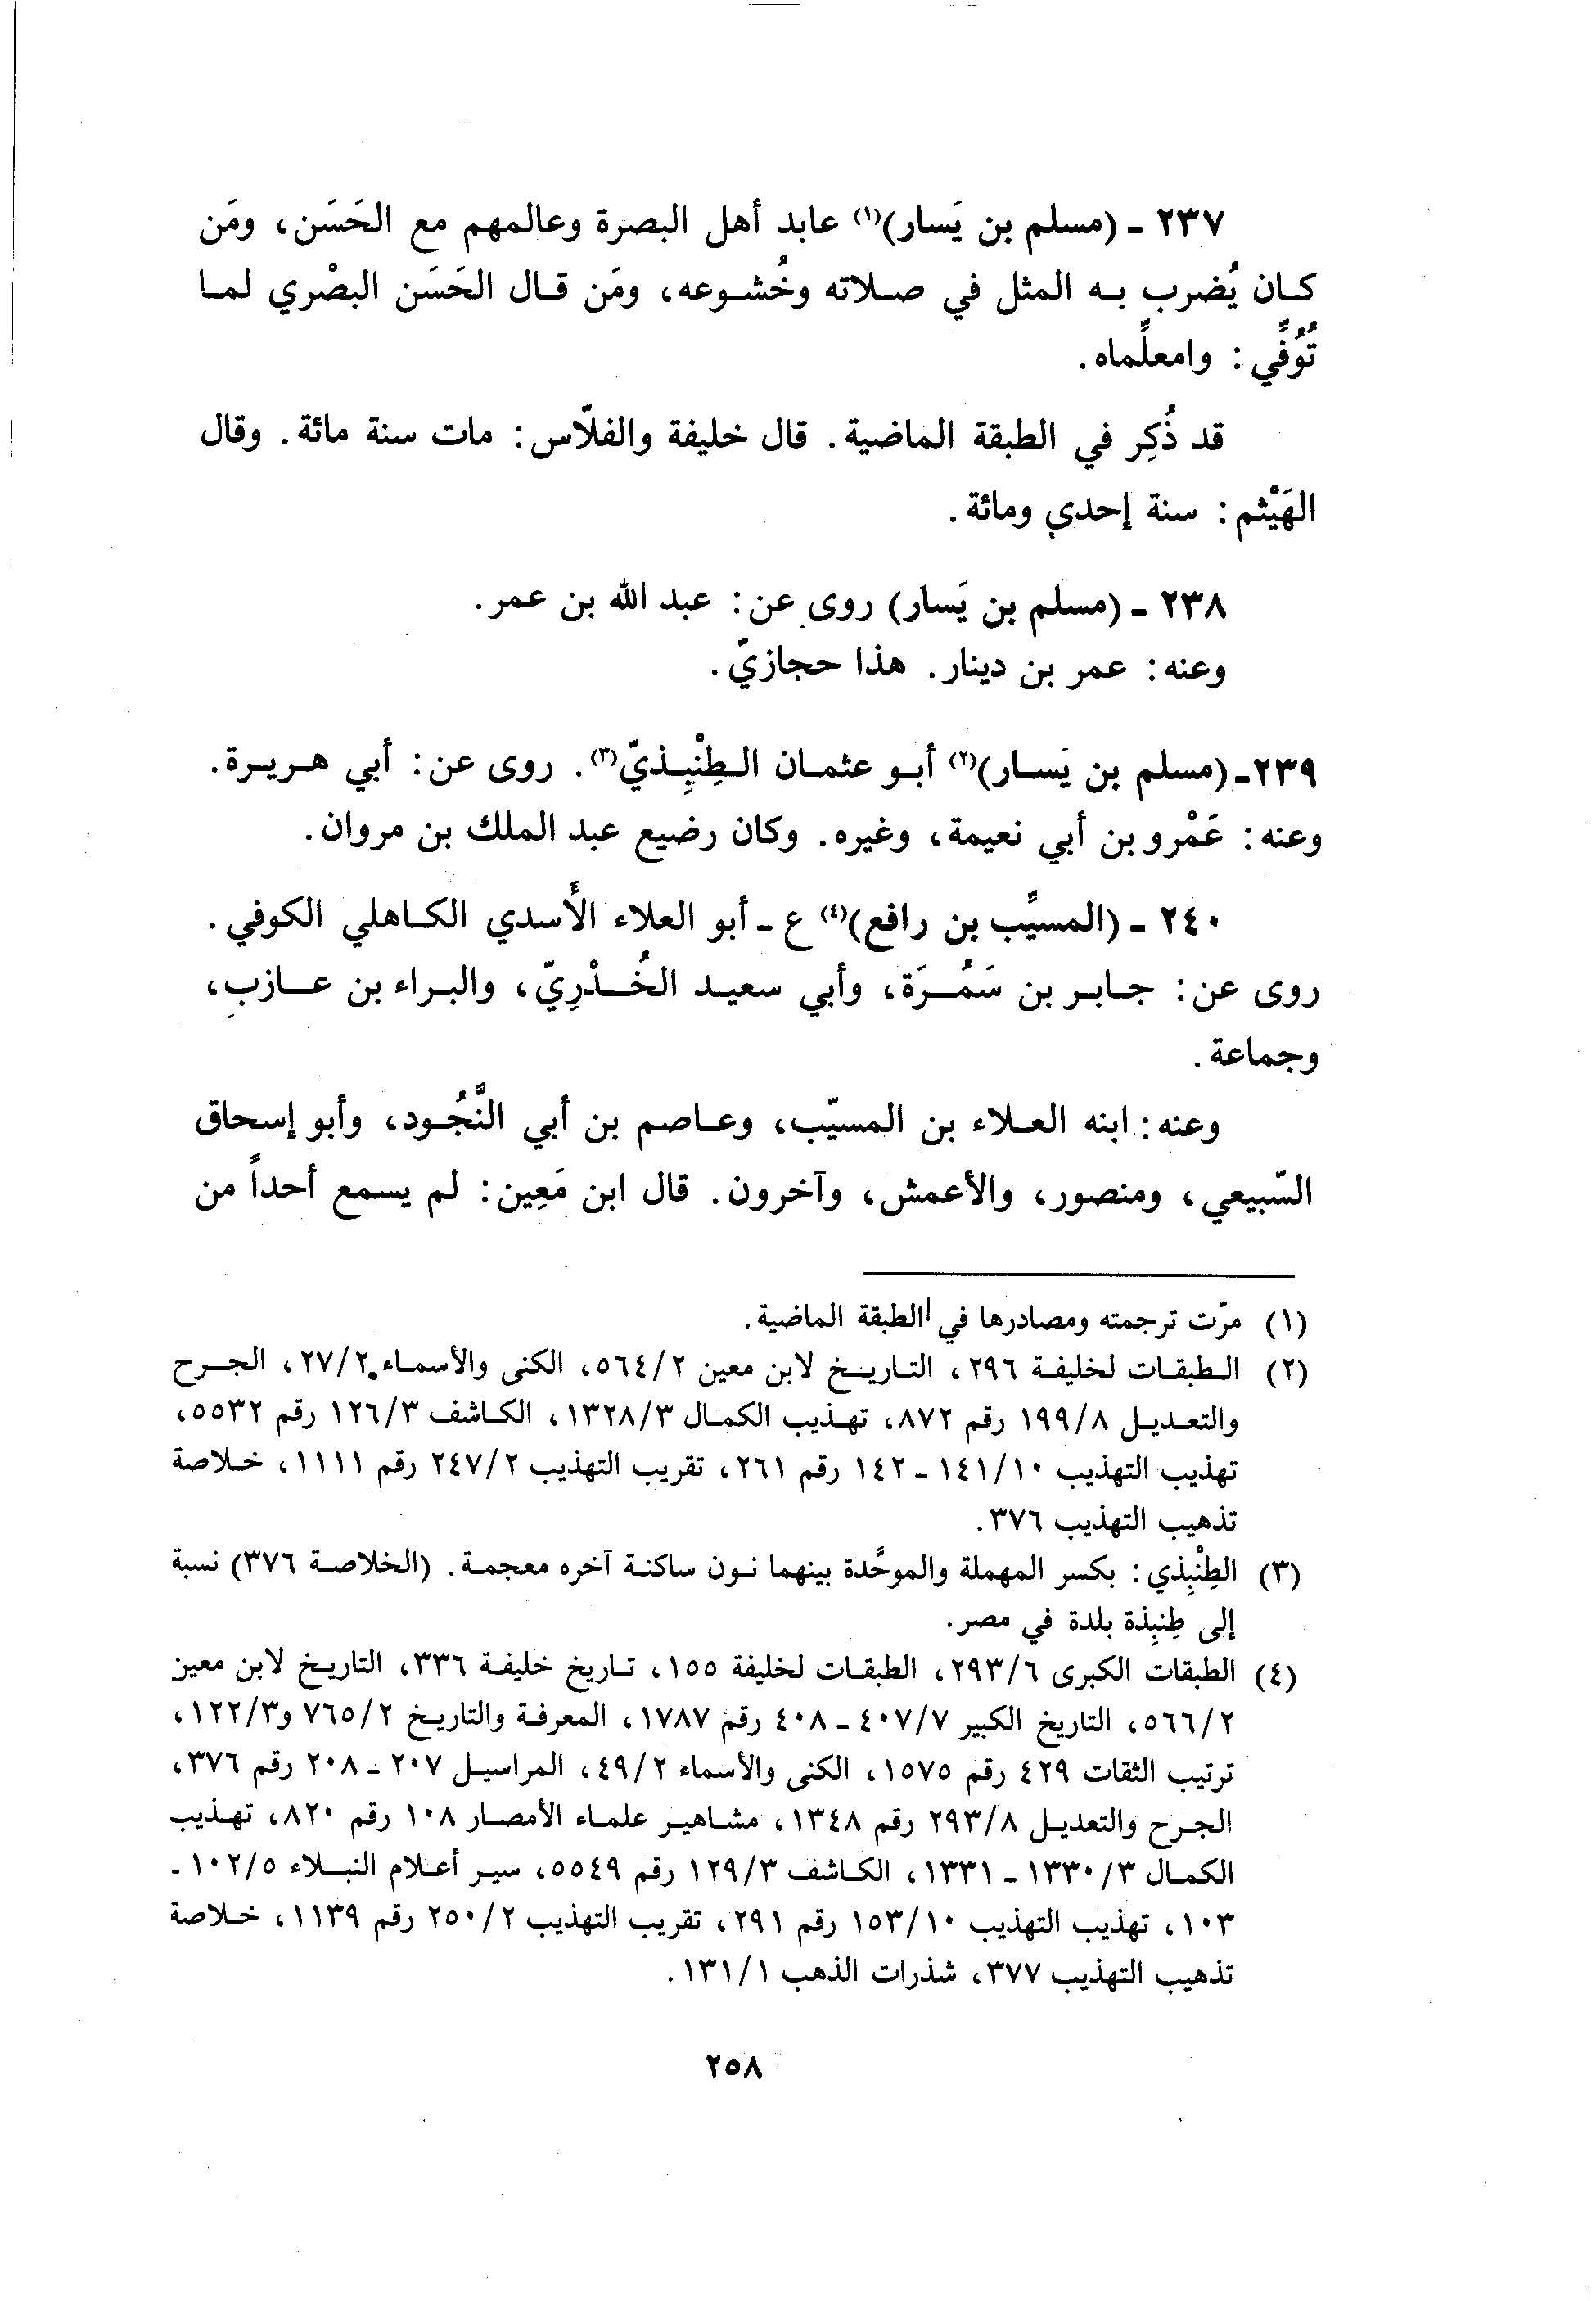 ٢٣٧ ـ (مسلم بن يَسار)(١) عابد أهل البصرة وعالمهم مع الحَسَن، ومَن
كان يُضرب به المثل في صلاته وخُشوعه، ومَن قال الحَسَن البصْري لما
تُوُفِّي: وامعلِّماه.
قد ذُكِر في الطبقة الماضية. قال خليفة والفلّاس: مات سنة مائة. وقال
الهَيْثم: سنة إحدي ومائة.
٢٣٨ ـ (مسلم بن يَسار) روى عن: عبد الله بن عمر.
وعنه: عمر بن دينار. هذا حجازيّ.
٢٣٩ـ (مسلم بن يَسار)(٢) أبو عثمان الطِنْبِذيّ(٣). روى عن: أبي هريرة.
وعنه: عَمْرو بن أبي نعيمة، وغيره. وكان رضيع عبد الملك بن مروان.
٢٤٠ ـ (المسيَّب بن رافع)(٤) ع ـ أبو العلاء الأَسدي الكاهلي الكوفي.
روى عن: جابر بن سَمُرَة، وأبي سعيد الخُدْرِيّ، والبراء بن عازب،
وجماعة.
وعنه: ابنه العلاء بن المسيّب، وعاصم بن أبي النَّجُود، وأبو إسحاق
السّبيعي، ومنصور، والأعمش، وآخرون. قال ابن مَعِين: لم يسمع أحداً من
(١) مرّت ترجمته ومصادرها في الطبقة الماضية.
(٢) الطبقات لخليفة ٢٩٦، التاريخ لابن معين ٥٦٤/٢، الكنى والأسماء ٢٧/٢، الجرح
والتعديل ١٩٩/٨ رقم ٨٧٢، تهذيب الكمال ١٣٢٨/٣، الكاشف ١٢٦/٣ رقم ٥٥٣٢،
تهذيب التهذيب ١٤١/١٠ ـ ١٤٢ رقم ٢٦١، تقريب التهذيب ٢٤٧/٢ رقم ١١١١، خلاصة
تذهيب التهذيب ٣٧٦.
(٣) الطِنْبِذي: بكسر المهملة والموحَّدة بينهما نون ساكنة آخره معجمة. (الخلاصة ٣٧٦) نسبة
إلى طِنبِذة بلدة في مصر.
(٤) الطبقات الكبرى ٢٩٣/٦، الطبقات لخليفة ١٥٥، تاريخ خليفة ٣٣٦، التاريخ لابن معين
٥٦٦/٢، التاريخ الكبير ٤٠٧/٧ ـ ٤٠٨ رقم ١٧٨٧، المعرفة والتاريخ ٧٦٥/٢ و١٢٢/٣،
ترتيب الثقات ٤٢٩ رقم ١٥٧٥، الكنى والأسماء ٤٩/٢، المراسيل ٢٠٧ ـ ٢٠٨ رقم ٣٧٦،
الجرح والتعديل ٢٩٣/٨ رقم ١٣٤٨، مشاهير علماء الأمصار ١٠٨ رقم ٨٢٠، تهذيب
الكمال ١٣٣٠/٣ ـ ١٣٣١، الكاشف ١٢٩/٣ رقم ٥٥٤٩، سير أعلام النبلاء ١٠٢/٥ ـ
١٠٣، تهذيب التهذيب ١٥٣/١٠ رقم ٢٩١، تقريب التهذيب ٢٥٠/٢ رقم ١١٣٩، خلاصة
تذهيب التهذيب ٣٧٧، شذرات الذهب ١٣١/١.
٢٥٨